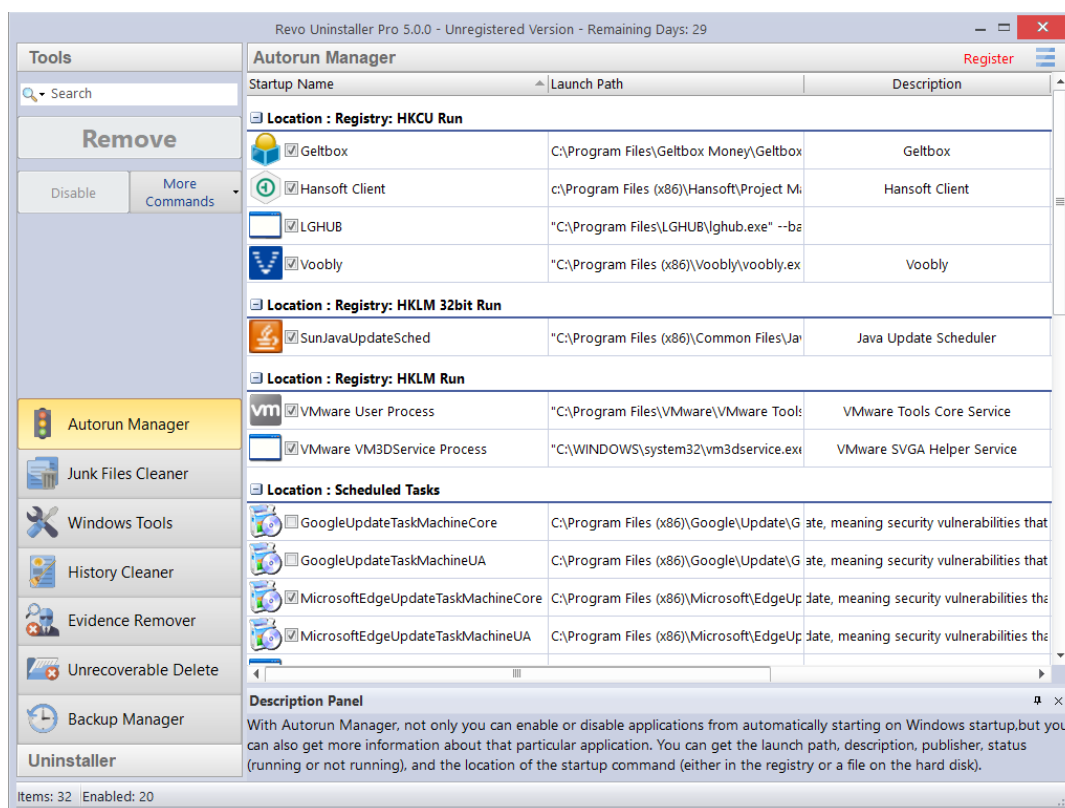 Revo Uninstaller Pro 5.0.0 - Unregistered Version - Remaining Days: 29
Tools
Search
Remove
Disable
More
Commands
Autorun Manager
Junk Files Cleaner
Windows Tools
History Cleaner
Evidence Remover
Unrecoverable Delete
Backup Manager
Uninstaller
Autorun Manager Register
Startup Name Launch Path Description
Location : Registry: HKCU Run
Geltbox C:\Program Files\Geltbox Money\Geltbox Geltbox
Hansoft Client c:\Program Files (x86)\Hansoft\Project Ma Hansoft Client
LGHUB "C:\Program Files\LGHUB\lghub.exe" --ba
Voobly "C:\Program Files (x86)\Voobly\voobly.ex Voobly
Location : Registry: HKLM 32bit Run
SunJavaUpdateSched "C:\Program Files (x86)\Common Files\Jav Java Update Scheduler
Location : Registry: HKLM Run
vm VMware User Process "C:\Program Files\VMware\VMware Tools VMware Tools Core Service
VMware VM3DService Process "C:\WINDOWS\system32\vm3dservice.exe VMware SVGA Helper Service
Location : Scheduled Tasks
GoogleUpdateTaskMachineCore C:\Program Files (x86)\Google\Update\G ate, meaning security vulnerabilities that
GoogleUpdateTaskMachineUA C:\Program Files (x86)\Google\Update\G ate, meaning security vulnerabilities that
MicrosoftEdgeUpdateTaskMachineCore C:\Program Files (x86)\Microsoft\EdgeUp date, meaning security vulnerabilities tha
MicrosoftEdgeUpdateTaskMachineUA C:\Program Files (x86)\Microsoft\EdgeUp date, meaning security vulnerabilities tha
Description Panel
With Autorun Manager, not only you can enable or disable applications from automatically starting on Windows startup,but you
can also get more information about that particular application. You can get the launch path, description, publisher, status
(running or not running), and the location of the startup command (either in the registry or a file on the hard disk).
Items: 32 Enabled: 20